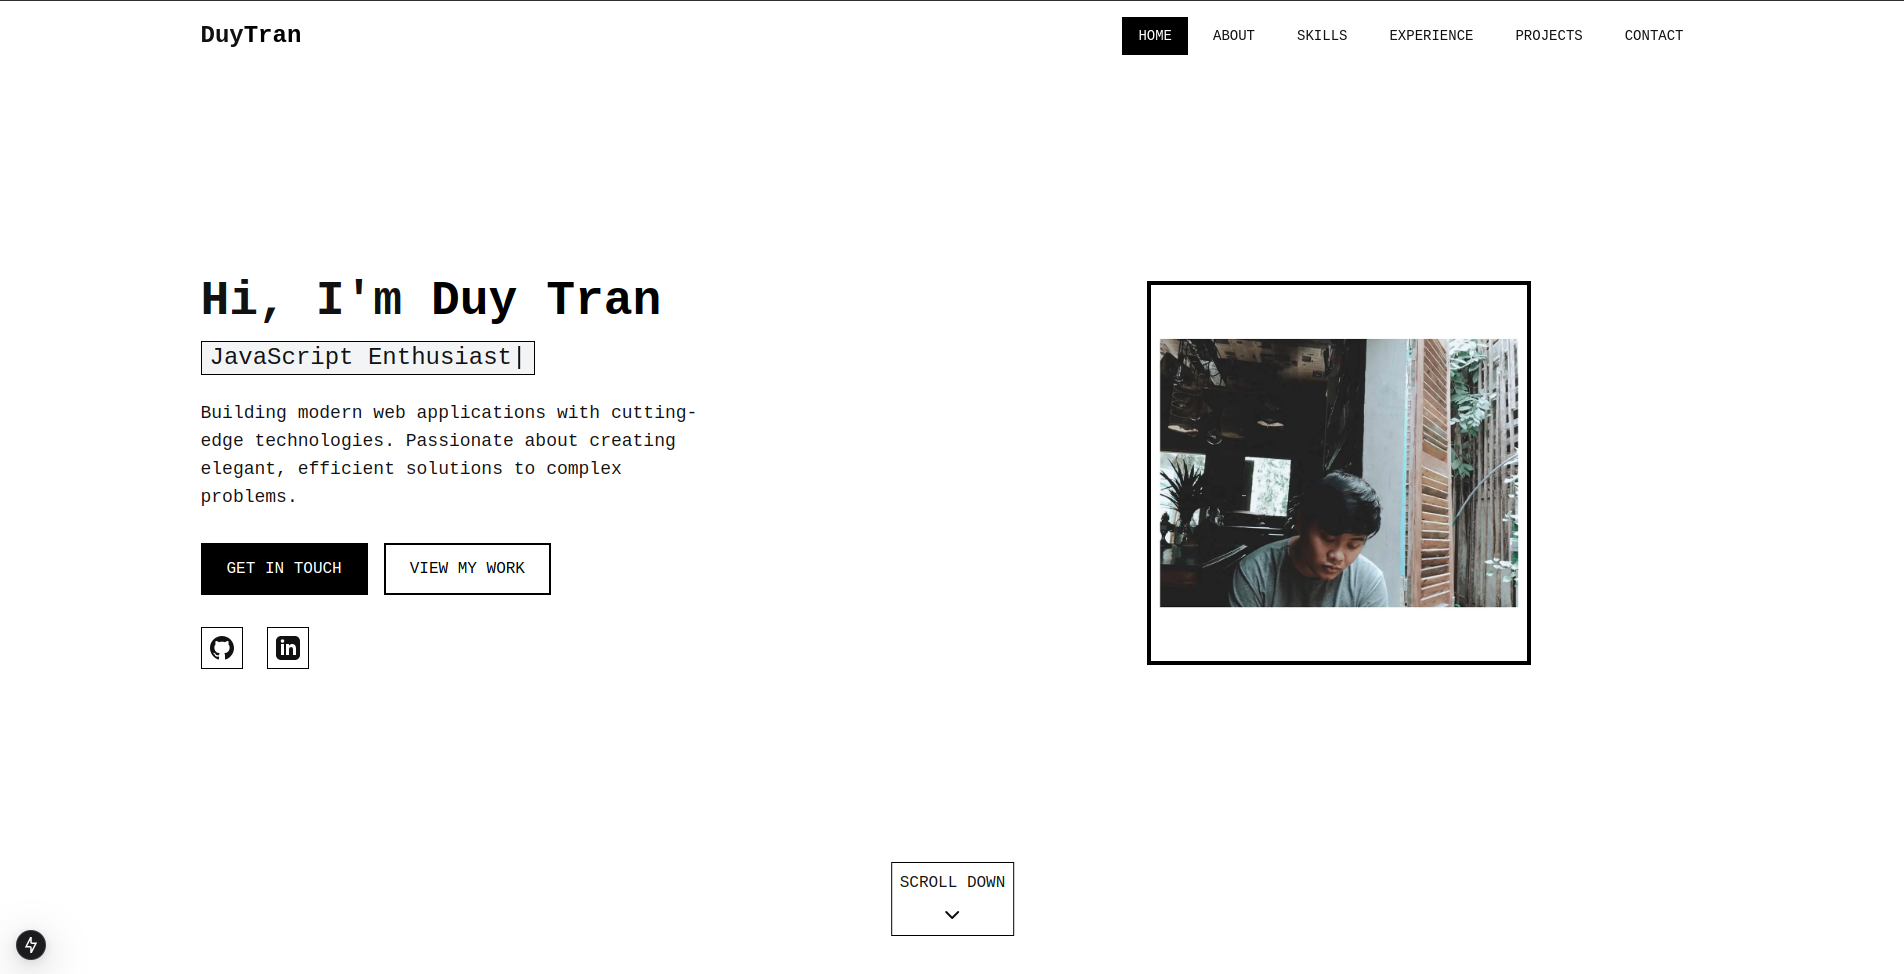 DuyTran
HOME
ABOUT
SKILLS
EXPERIENCE
PROJECTS
CONTACT
Hi, I'm Duy Tran
JavaScript Enthusiast|
Building modern web applications with cutting-
edge technologies. Passionate about creating
elegant, efficient solutions to complex
problems.
GET IN TOUCH
VIEW MY WORK
in
SCROLL DOWN